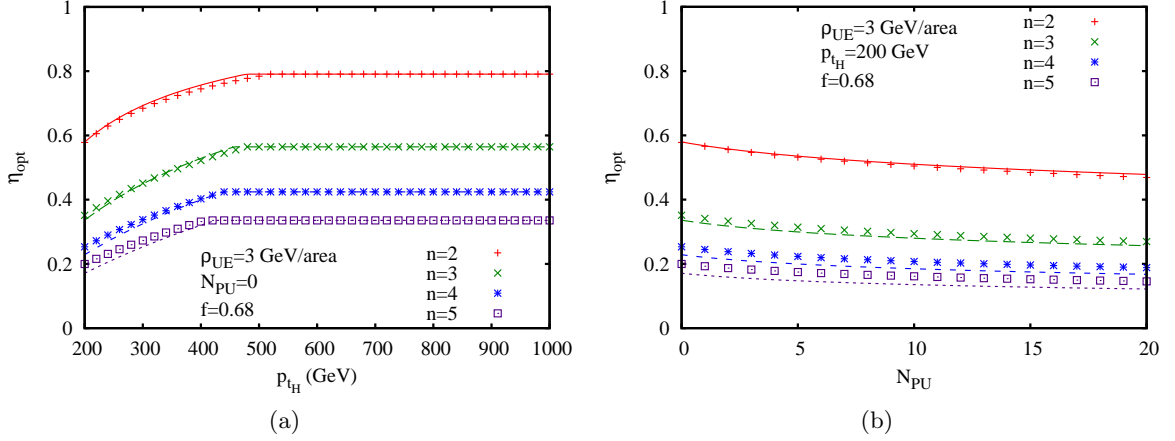 1
0.8
0.6
0.4
0.2
0
η_opt
200 300 400 500 600 700 800 900 1000
p_{t_H} (GeV)
ρ_UE=3 GeV/area
N_PU=0
f=0.68
n=2
n=3
n=4
n=5
(a)
1
0.8
0.6
0.4
0.2
0
η_opt
0 5 10 15 20
N_PU
ρ_UE=3 GeV/area
p_{t_H}=200 GeV
f=0.68
n=2
n=3
n=4
n=5
(b)